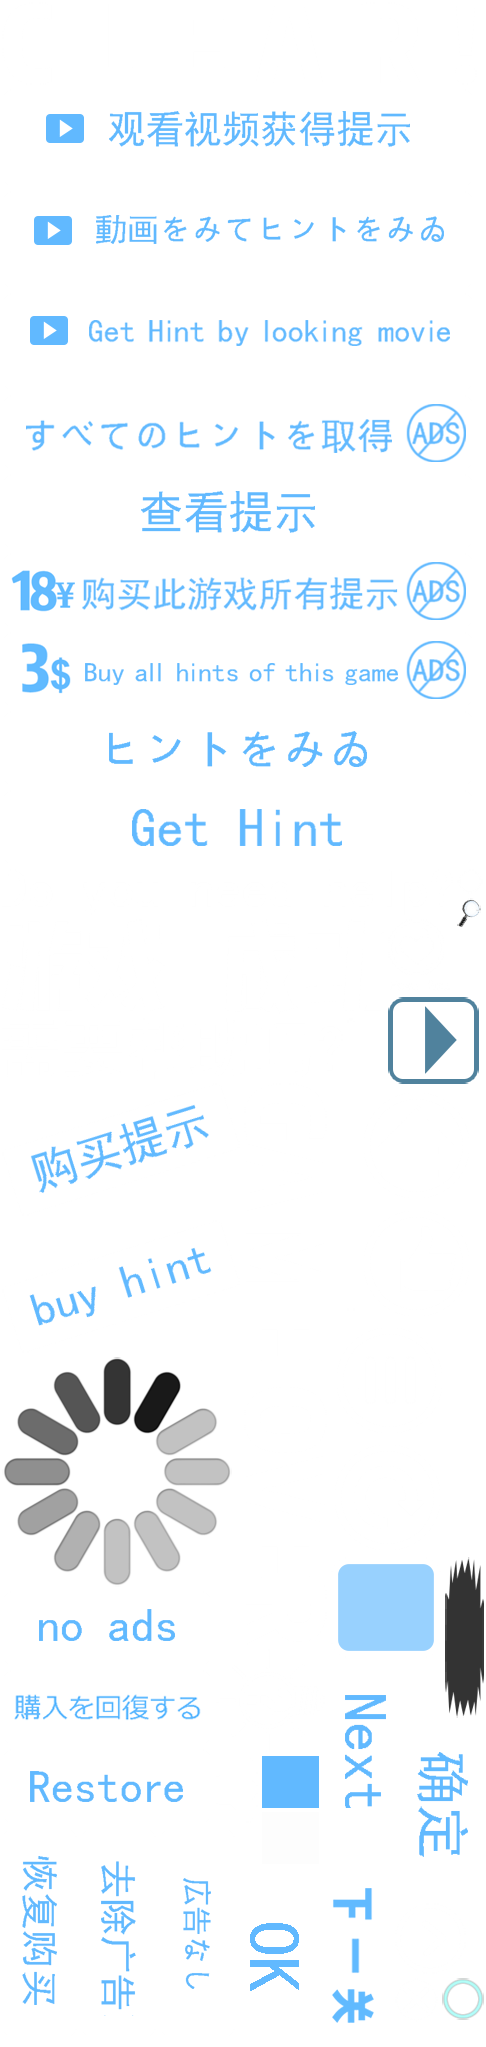 观看视频获得提示
動画をみてヒントをみゐ
Get Hint by looking movie
すべてのヒントを取得 ADS
查看提示
18¥ 购买此游戏所有提示 ADS
3$ Buy all hints of this game ADS
ヒントをみゐ
Get Hint
购买提示
buy hint
no ads
購入を回復する
Restore
Next
确定
恢复购买
去除广告
広告なし
OK
下一关